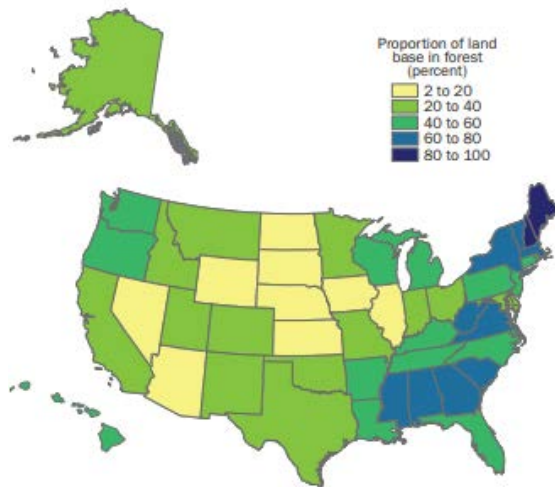 Proportion of land
base in forest
(percent)
2 to 20
20 to 40
40 to 60
60 to 80
80 to 100